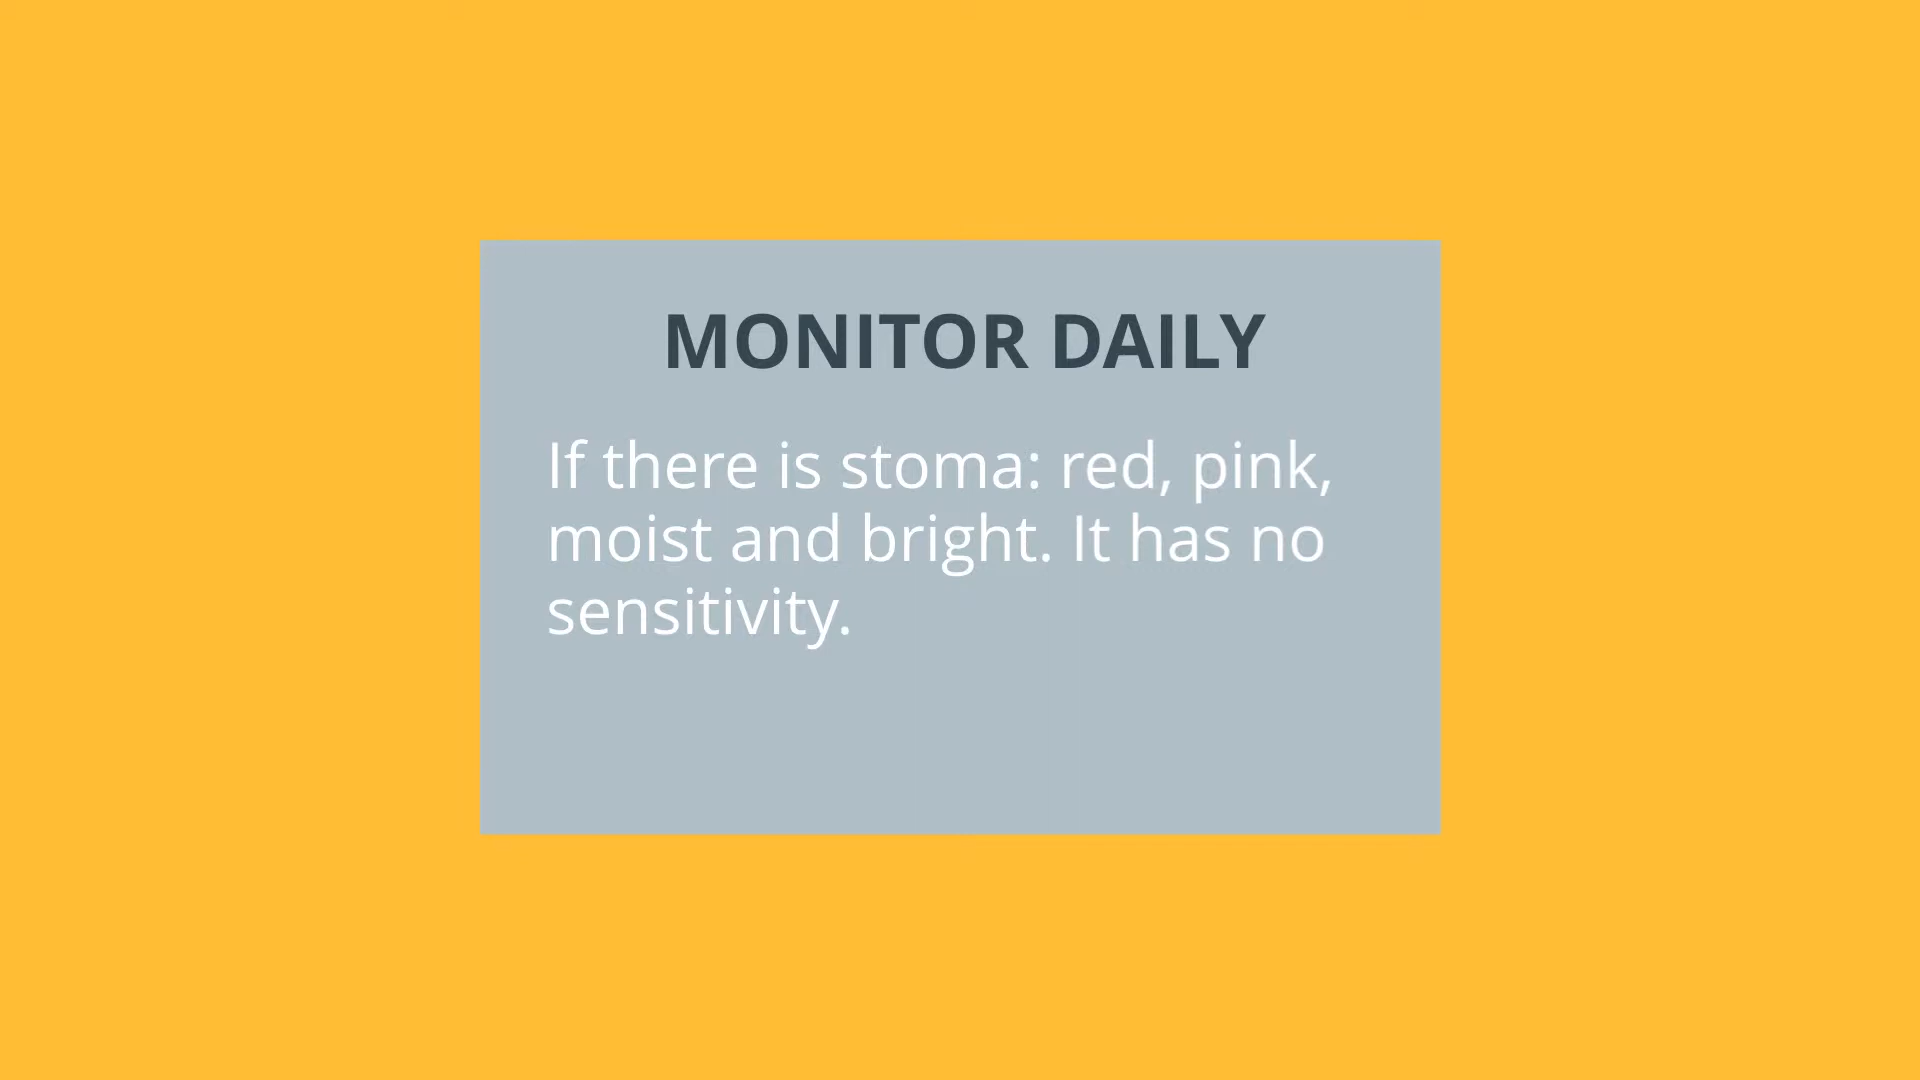 MONITOR DAILY
If there is stoma: red, pink,
moist and bright. It has no
sensitivity.